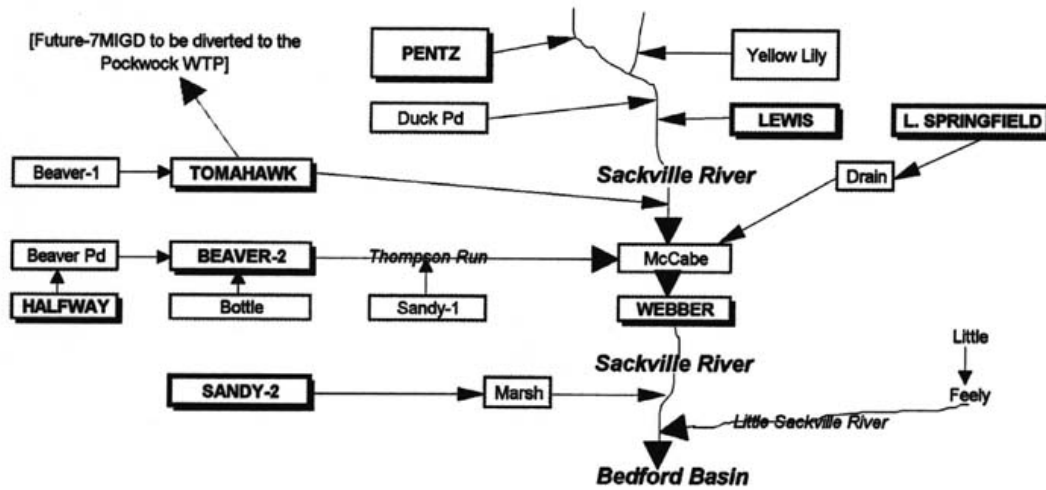 [Future-7MIGD to be diverted to the
Pockwock WTP]
PENTZ
Yellow Lily
Duck Pd
LEWIS
L. SPRINGFIELD
Beaver-1
TOMAHAWK
Sackville River
Drain
Beaver Pd
BEAVER-2
Thompson Run
McCabe
HALFWAY
Bottle
Sandy-1
WEBBER
Little
Sackville River
SANDY-2
Marsh
Feely
Little Sackville River
Bedford Basin